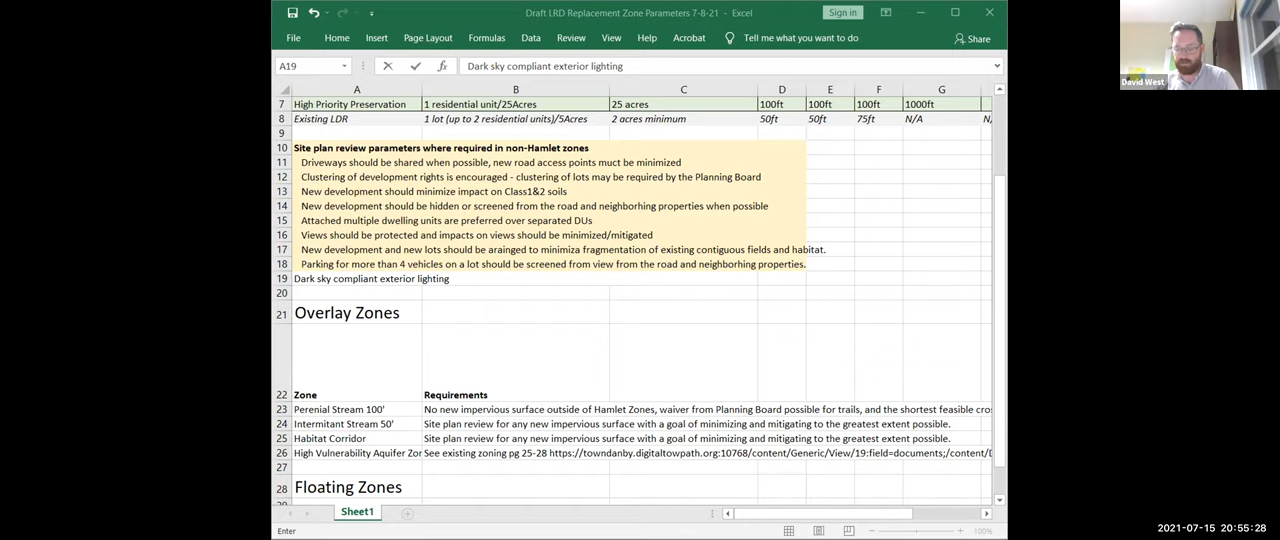 Draft LRD Replacement Zone Parameters 7-8-21 - Excel
Sign in
File Home Insert Page Layout Formulas Data Review View Help Acrobat Tell me what you want to do Share
A19 Dark sky compliant exterior lighting
A B C D E F G
7 High Priority Preservation 1 residential unit/25Acres 25 acres 100ft 100ft 100ft 1000ft
8 Existing LDR 1 lot (up to 2 residential units)/5Acres 2 acres minimum 50ft 50ft 75ft N/A N/
9
10 Site plan review parameters where required in non-Hamlet zones
11 Driveways should be shared when possible, new road access points muct be minimized
12 Clustering of development rights is encouraged - clustering of lots may be required by the Planning Board
13 New development should minimize impact on Class1&2 soils
14 New development should be hidden or screened from the road and neighborhing properties when possible
15 Attached multiple dwelling units are preferred over separated DUs
16 Views should be protected and impacts on views should be minimized/mitigated
17 New development and new lots should be arainged to minimiza fragmentation of existing contiguous fields and habitat.
18 Parking for more than 4 vehicles on a lot should be screened from view from the road and neighborhing properties.
19 Dark sky compliant exterior lighting
20
21 Overlay Zones
22 Zone Requirements
23 Perenial Stream 100' No new impervious surface outside of Hamlet Zones, waiver from Planning Board possible for trails, and the shortest feasible cros
24 Intermitant Stream 50' Site plan review for any new impervious surface with a goal of minimizing and mitigating to the greatest extent possible.
25 Habitat Corridor Site plan review for any new impervious surface with a goal of minimizing and mitigating to the greatest extent possible.
26 High Vulnerability Aquifer Zor See existing zoning pg 25-28 https://towndanby.digitaltowpath.org:10768/content/Generic/View/19:field=documents;/content/D
27
28 Floating Zones
Sheet1
Enter 100%
David West
2021-07-15 20:55:28